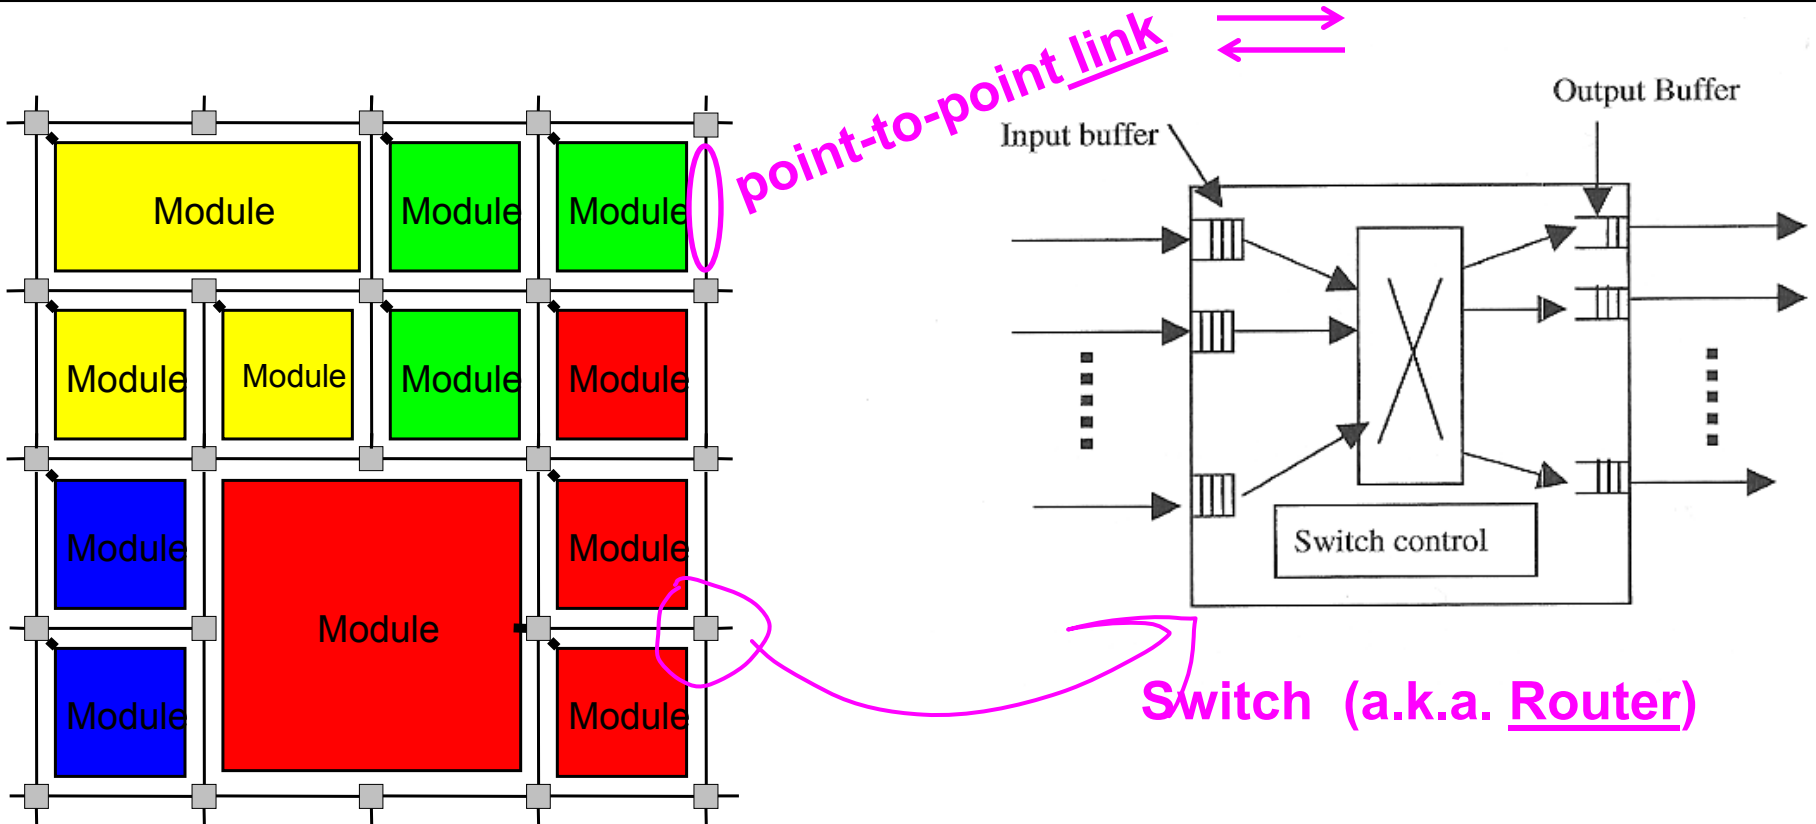 point-to-point link
Output Buffer
Input buffer
Module
Module
Module
Module
Module
Module
Module
Module
Module
Module
Module
Module
Switch control
Switch (a.k.a. Router)